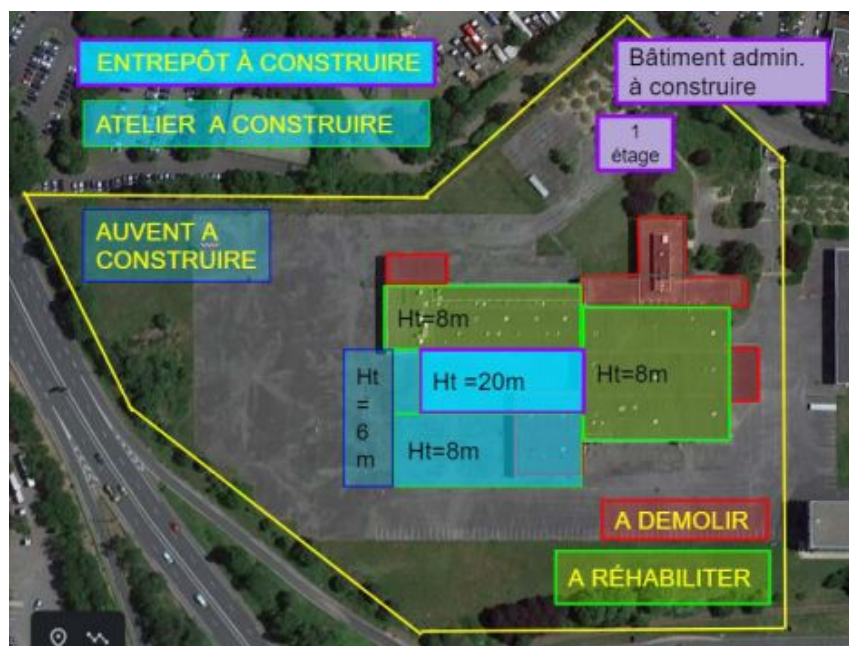 ENTREPÔT À CONSTRUIRE
Bâtiment admin.
à construire
ATELIER A CONSTRUIRE
1
étage
AUVENT A
CONSTRUIRE
Ht=8m
Ht
=
6
m
Ht =20m
Ht=8m
Ht=8m
A DEMOLIR
A RÉHABILITER